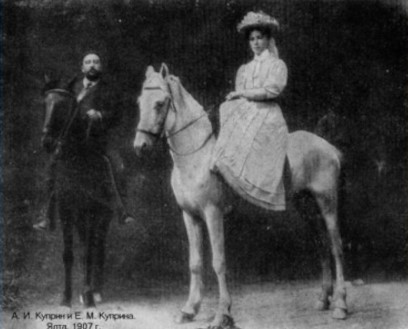 А. И. Куприн и Е. М. Куприна.
Ялта, 1907 г.